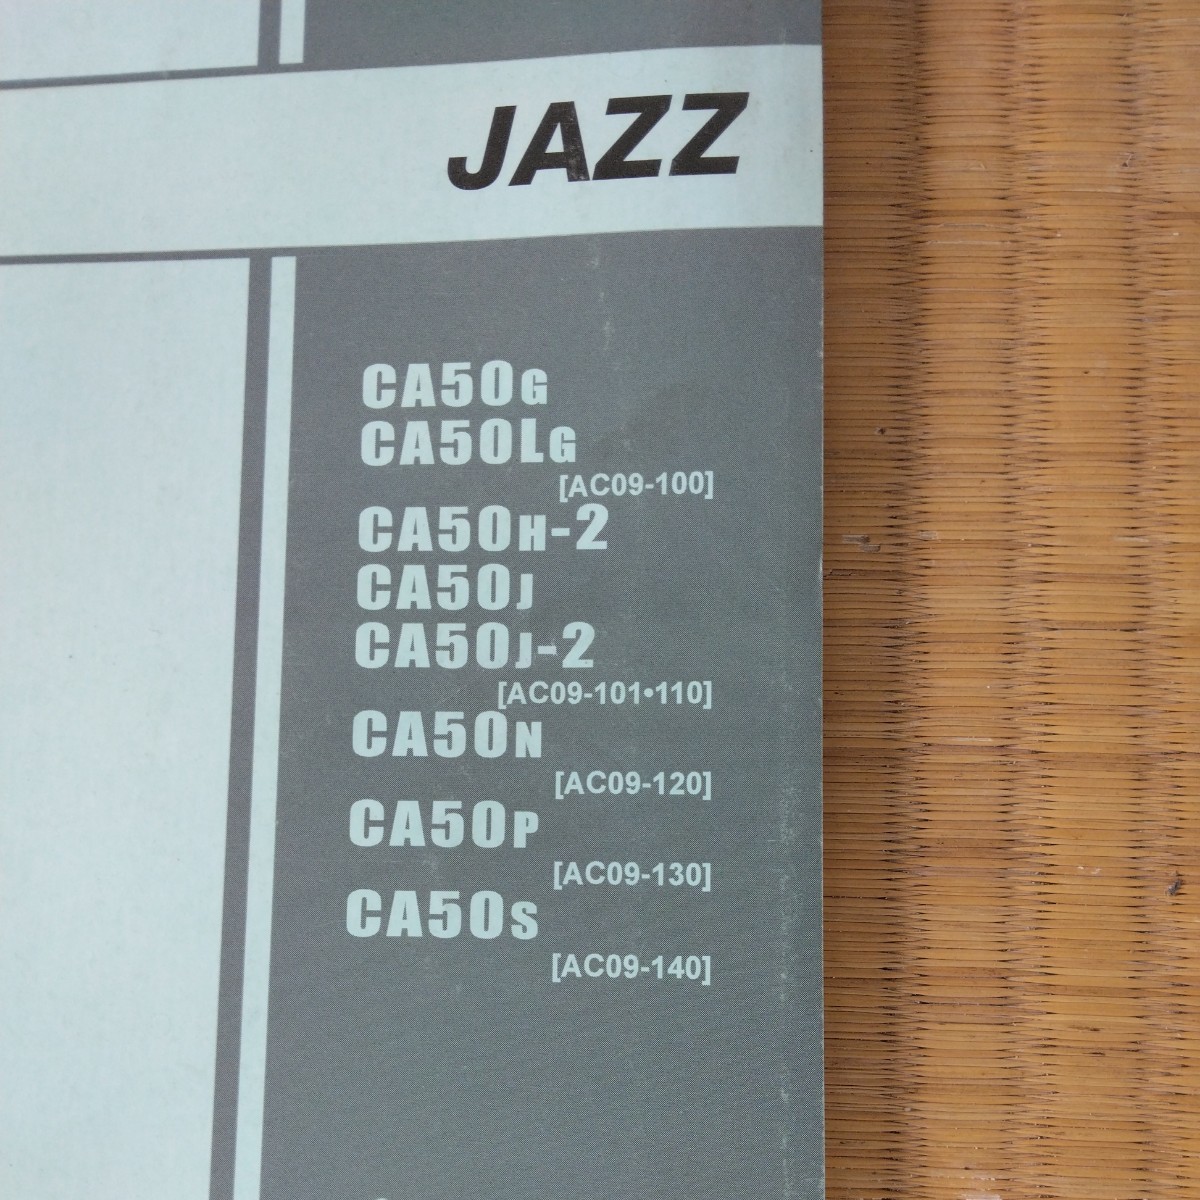 JAZZ
CA50G
CA50LG
[AC09-100]
CA50H-2
CA50J
CA50J-2
[AC09-101•110]
CA50N
[AC09-120]
CA50P
[AC09-130]
CA50S
[AC09-140]